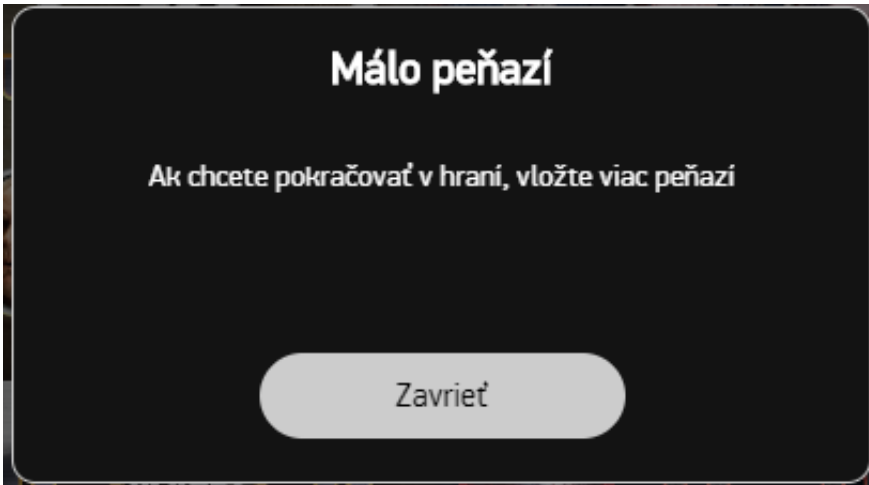 Málo peňazí
Ak chcete pokračovať v hraní, vložte viac peňazí
Zavrieť